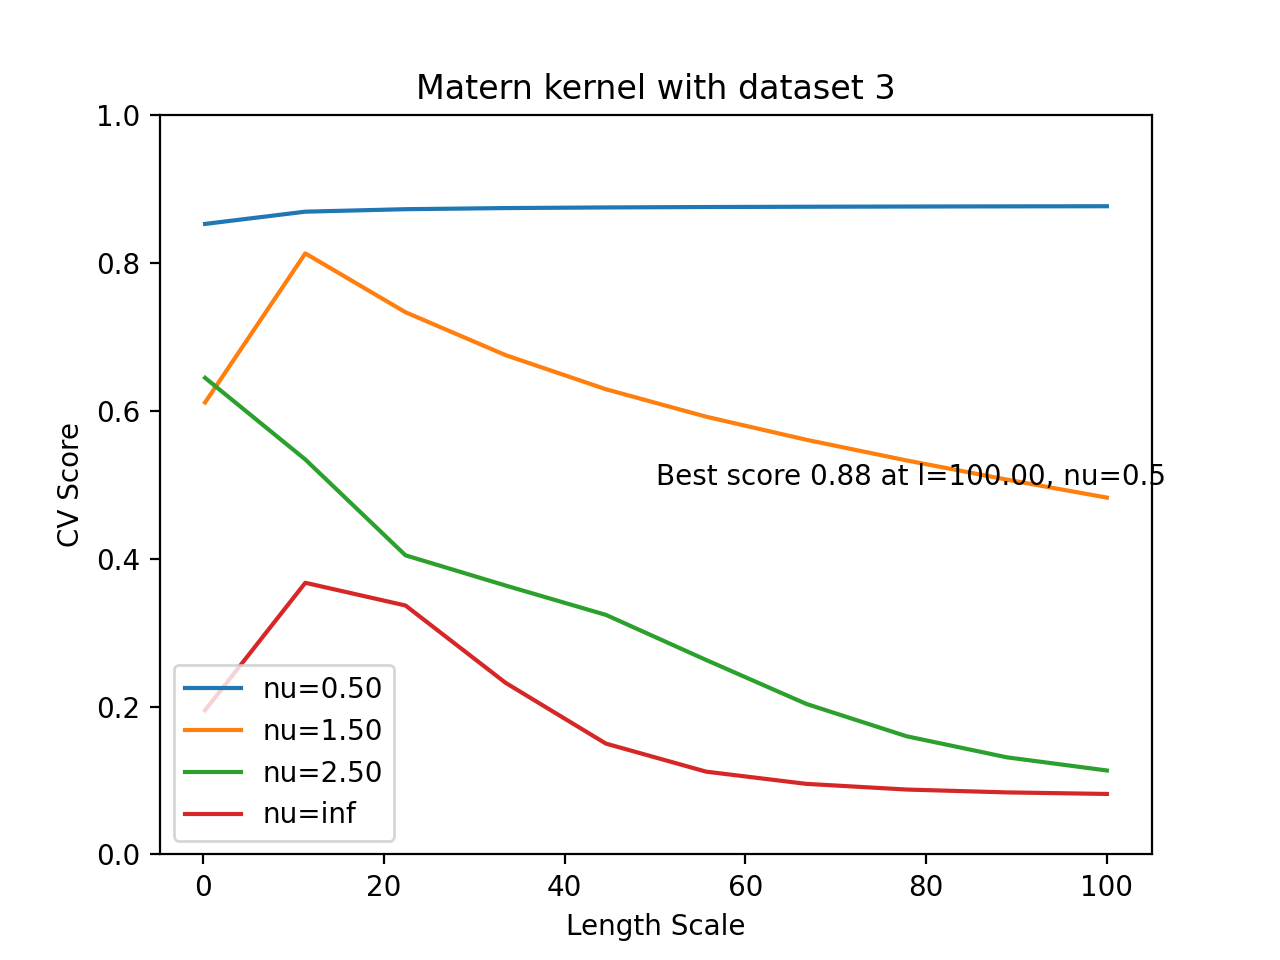 Matern kernel with dataset 3
1.0
0.8
0.6
0.4
0.2
0.0
CV Score
Best score 0.88 at l=100.00, nu=0.5
nu=0.50
nu=1.50
nu=2.50
nu=inf
0 20 40 60 80 100
Length Scale